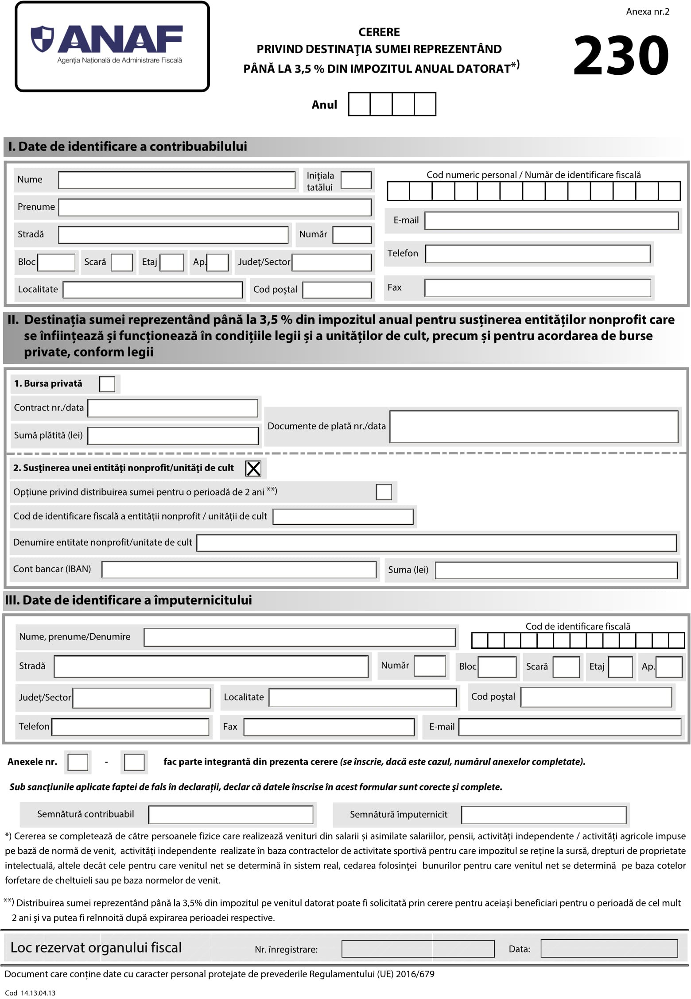 Anexa nr.2
ANAF
Agenția Națională de Administrare Fiscală
CERERE
PRIVIND DESTINAŢIA SUMEI REPREZENTÂND
PÂNĂ LA 3,5 % DIN IMPOZITUL ANUAL DATORAT*)
230
Anul
I. Date de identificare a contribuabilului
Nume
Iniţiala
tatălui
Cod numeric personal / Număr de identificare fiscală
Prenume
E-mail
Stradă
Număr
Telefon
Bloc
Scară
Etaj
Ap.
Judeţ/Sector
Localitate
Cod poştal
Fax
II. Destinația sumei reprezentând până la 3,5 % din impozitul anual pentru susținerea entităților nonprofit care
se înființează și funcționează în condițiile legii și a unităților de cult, precum și pentru acordarea de burse
private, conform legii
1. Bursa privată
Contract nr./data
Documente de plată nr./data
Sumă plătită (lei)
2. Susţinerea unei entităţi nonprofit/unităţi de cult X
Opțiune privind distribuirea sumei pentru o perioadă de 2 ani **)
Cod de identificare fiscală a entităţii nonprofit / unităţii de cult
Denumire entitate nonprofit/unitate de cult
Cont bancar (IBAN)
Suma (lei)
III. Date de identificare a împuternicitului
Nume, prenume/Denumire
Cod de identificare fiscală
Stradă
Număr
Bloc
Scară
Etaj
Ap.
Judeţ/Sector
Localitate
Cod poştal
Telefon
Fax
E-mail
Anexele nr. - fac parte integrantă din prezenta cerere (se înscrie, dacă este cazul, numărul anexelor completate).
Sub sancţiunile aplicate faptei de fals în declarații, declar că datele înscrise în acest formular sunt corecte şi complete.
Semnătură contribuabil
Semnătură împuternicit
*) Cererea se completează de către persoanele fizice care realizează venituri din salarii și asimilate salariilor, pensii, activități independente / activități agricole impuse
pe bază de normă de venit, activități independente realizate în baza contractelor de activitate sportivă pentru care impozitul se reține la sursă, drepturi de proprietate
intelectuală, altele decât cele pentru care venitul net se determină în sistem real, cedarea folosinței bunurilor pentru care venitul net se determină pe baza cotelor
forfetare de cheltuieli sau pe baza normelor de venit.
**) Distribuirea sumei reprezentând până la 3,5% din impozitul pe venitul datorat poate fi solicitată prin cerere pentru aceiaşi beneficiari pentru o perioadă de cel mult
2 ani şi va putea fi reînnoită după expirarea perioadei respective.
Loc rezervat organului fiscal
Nr. înregistrare:
Data:
Document care conține date cu caracter personal protejate de prevederile Regulamentului (UE) 2016/679
Cod 14.13.04.13